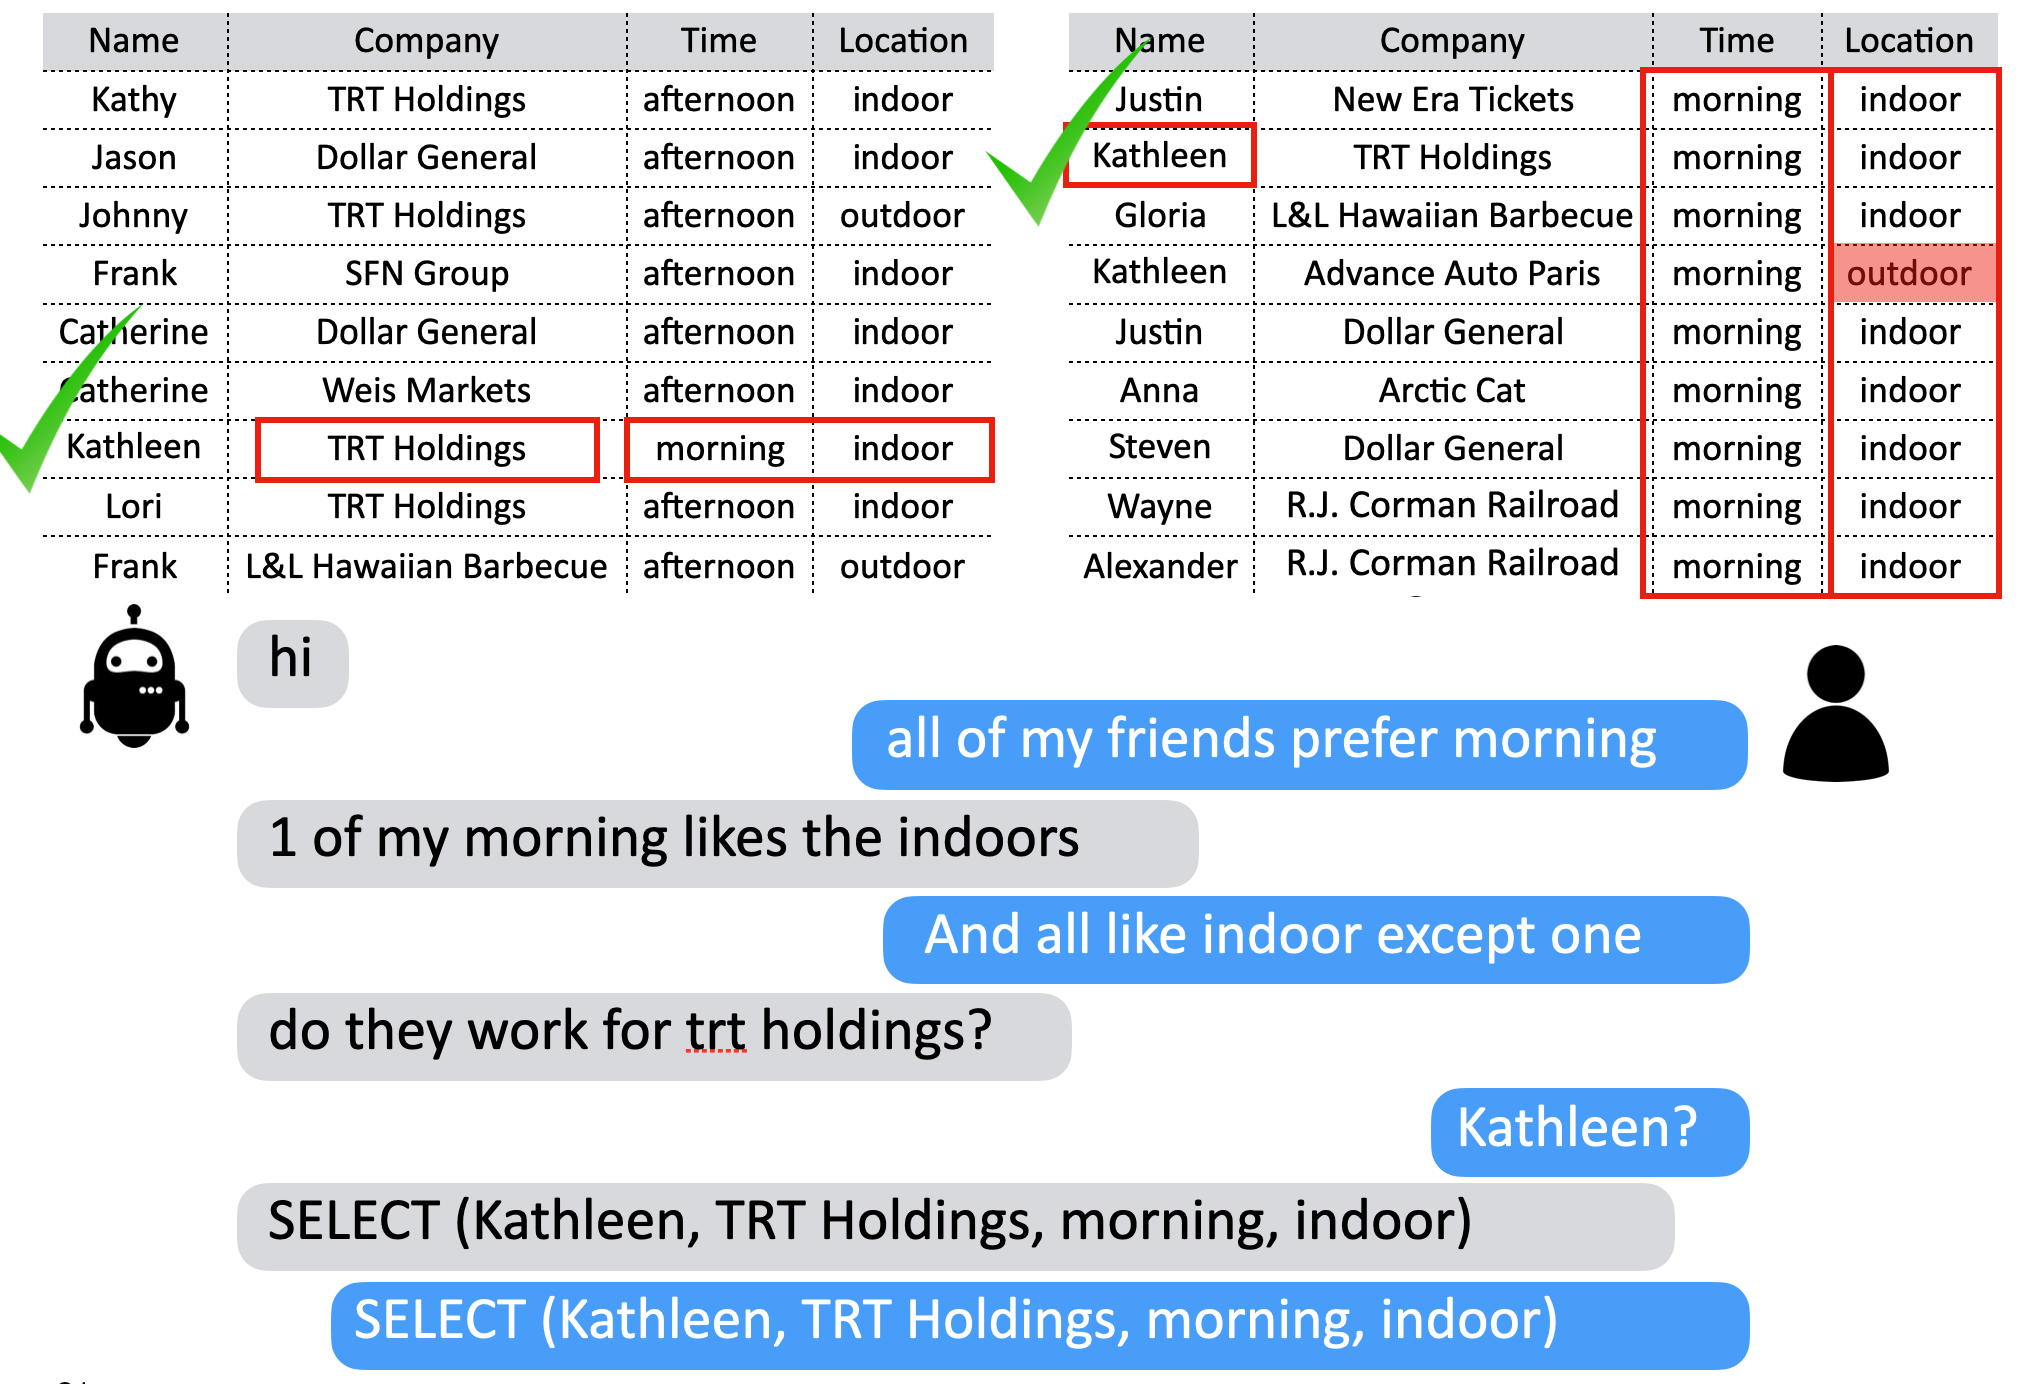 Name Company Time Location
Kathy TRT Holdings afternoon indoor
Jason Dollar General afternoon indoor
Johnny TRT Holdings afternoon outdoor
Frank SFN Group afternoon indoor
Catherine Dollar General afternoon indoor
Catherine Weis Markets afternoon indoor
Kathleen TRT Holdings morning indoor
Lori TRT Holdings afternoon indoor
Frank L&L Hawaiian Barbecue afternoon outdoor
Name Company Time Location
Justin New Era Tickets morning indoor
Kathleen TRT Holdings morning indoor
Gloria L&L Hawaiian Barbecue morning indoor
Kathleen Advance Auto Paris morning outdoor
Justin Dollar General morning indoor
Anna Arctic Cat morning indoor
Steven Dollar General morning indoor
Wayne R.J. Corman Railroad morning indoor
Alexander R.J. Corman Railroad morning indoor
hi
all of my friends prefer morning
1 of my morning likes the indoors
And all like indoor except one
do they work for trt holdings?
Kathleen?
SELECT (Kathleen, TRT Holdings, morning, indoor)
SELECT (Kathleen, TRT Holdings, morning, indoor)